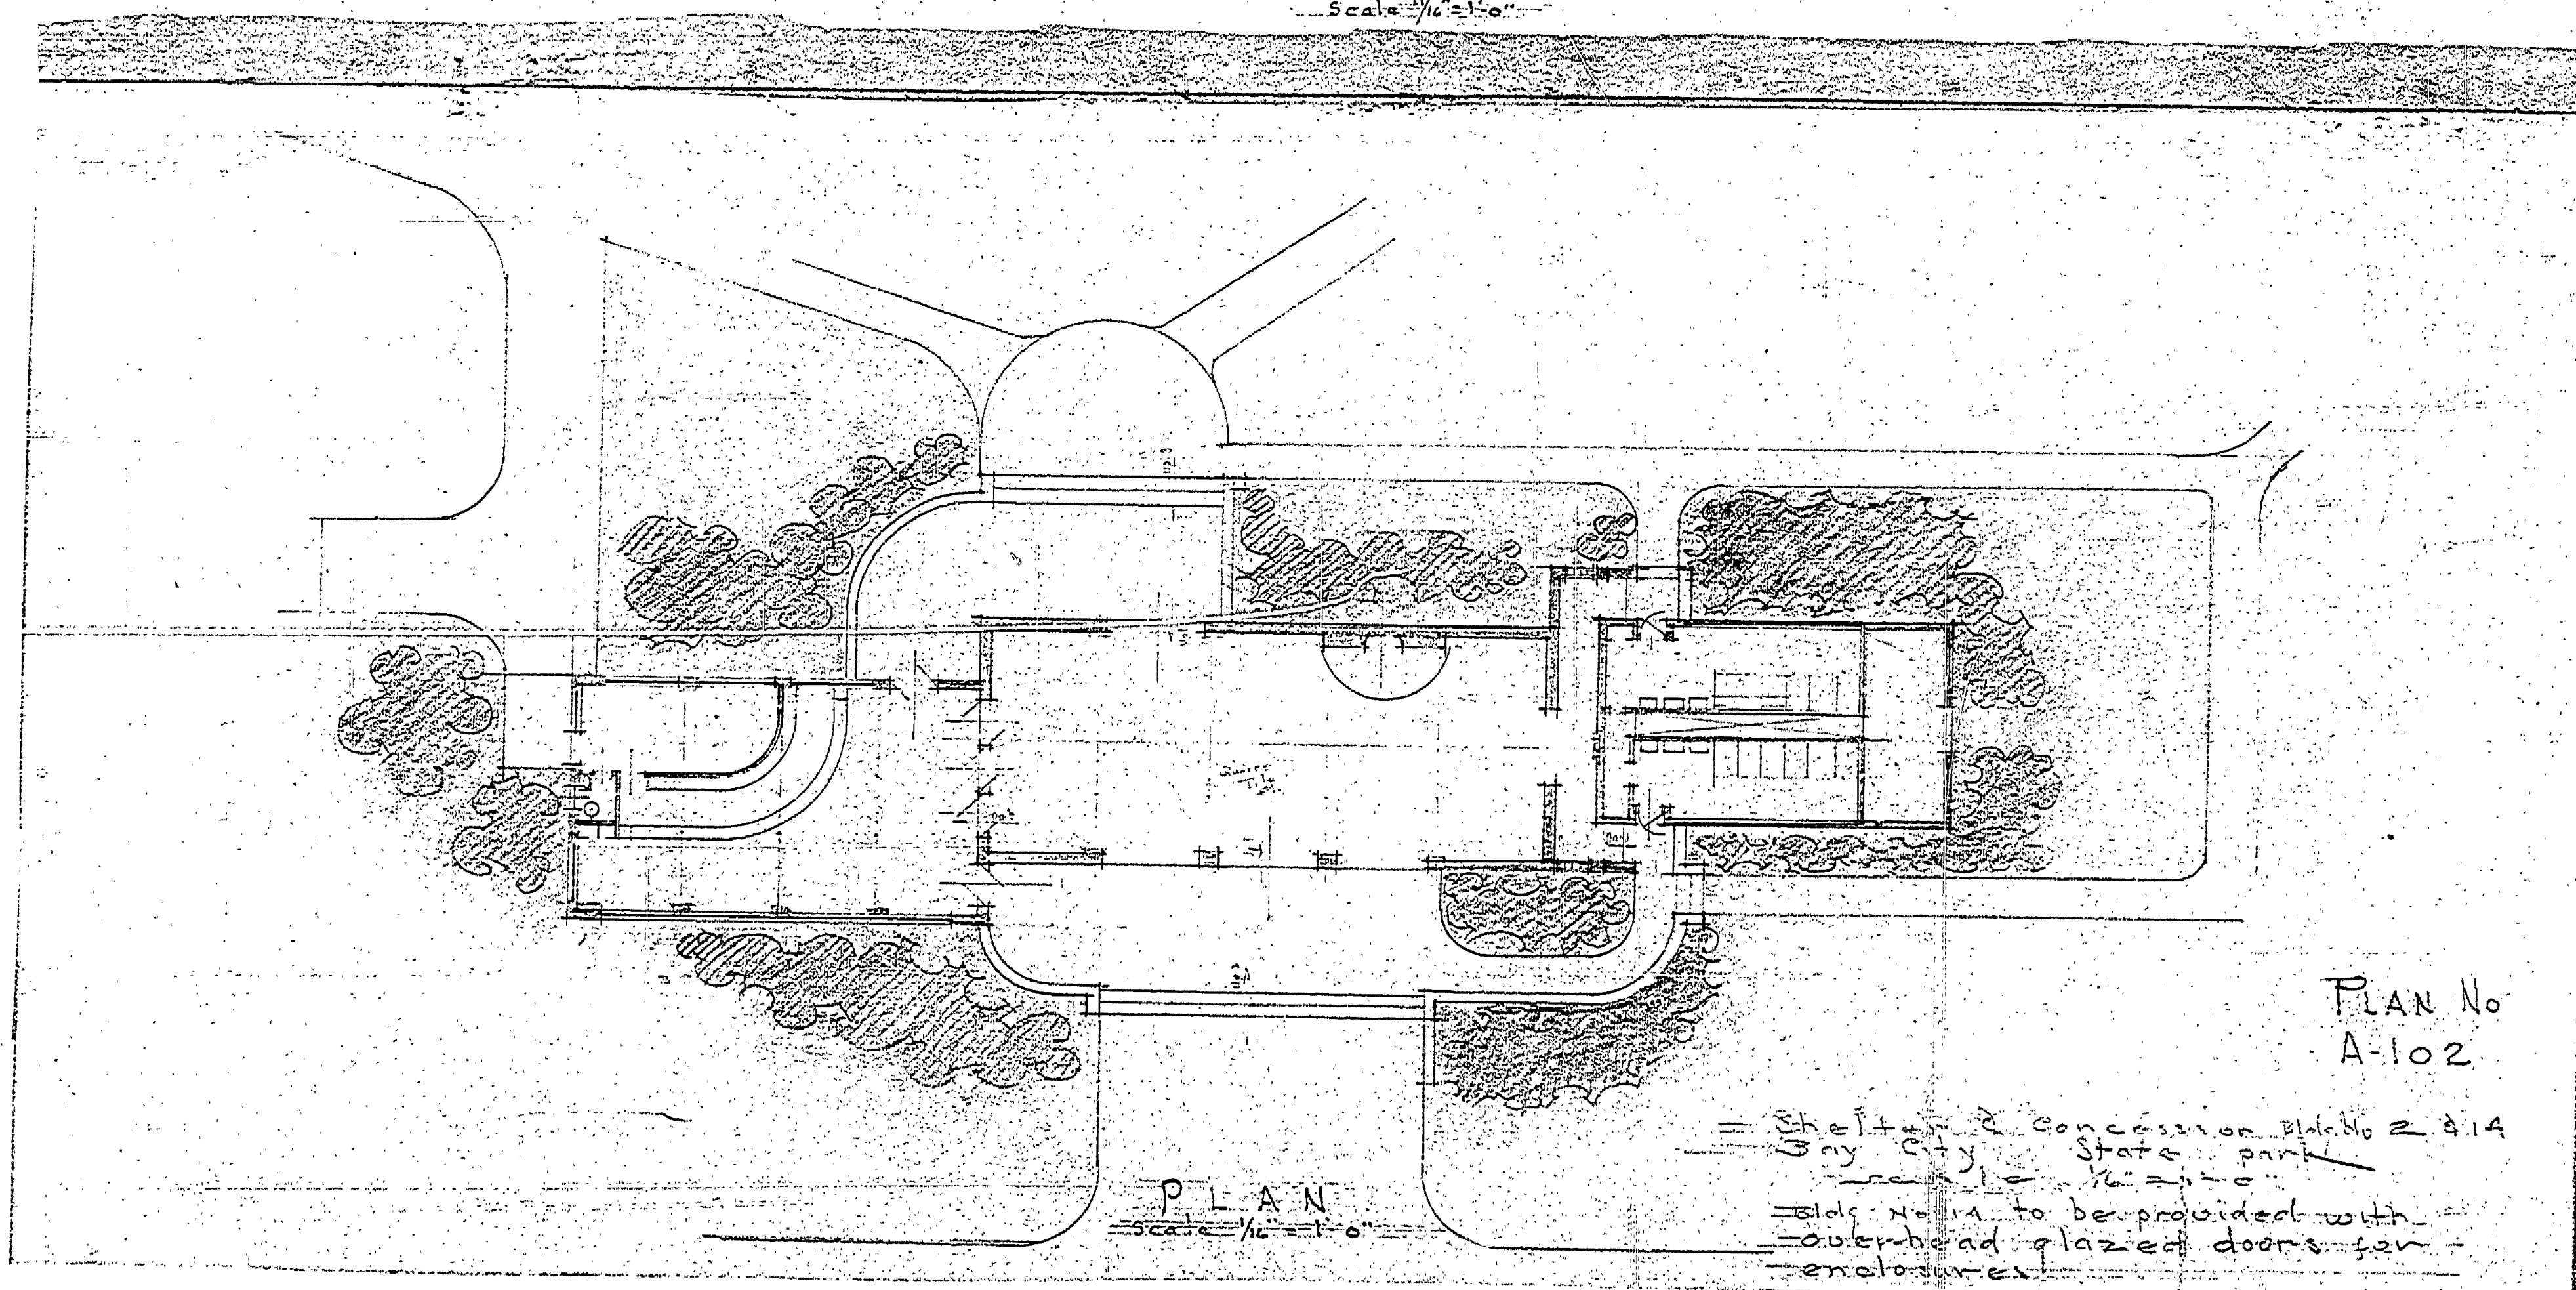 Scale 1/16" = 1'-0"
up
up
PLAN No
A-102
Shelter & Concession Bldg No 2 & 14
Bay City State park
scale 1/16" = 1'-0"
PLAN
Scale 1/16" = 1'-0"
Bldg No 14 to be provided with
over-head glazed doors for
enclosures